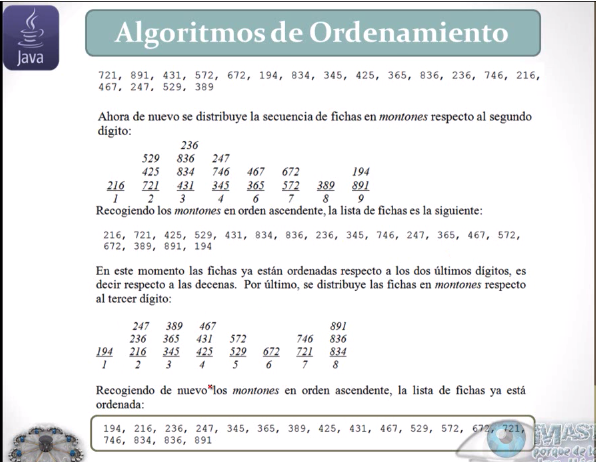 Java
Algoritmos de Ordenamiento
721, 891, 431, 572, 672, 194, 834, 345, 425, 365, 836, 236, 746, 216,
467, 247, 529, 389
Ahora de nuevo se distribuye la secuencia de fichas en montones respecto al segundo
dígito:
236
529 836 247
425 834 746 467 672 194
216 721 431 345 365 572 389 891
1 2 3 4 6 7 8 9
Recogiendo los montones en orden ascendente, la lista de fichas es la siguiente:
216, 721, 425, 529, 431, 834, 836, 236, 345, 746, 247, 365, 467, 572,
672, 389, 891, 194
En este momento las fichas ya están ordenadas respecto a los dos últimos dígitos, es
decir respecto a las decenas. Por último, se distribuye las fichas en montones respecto
al tercer dígito:
247 389 467 891
236 365 431 572 746 836
194 216 345 425 529 672 721 834
1 2 3 4 5 6 7 8
Recogiendo de nuevo los montones en orden ascendente, la lista de fichas ya está
ordenada:
194, 216, 236, 247, 345, 365, 389, 425, 431, 467, 529, 572, 672, 721,
746, 834, 836, 891
MAS
porque de l